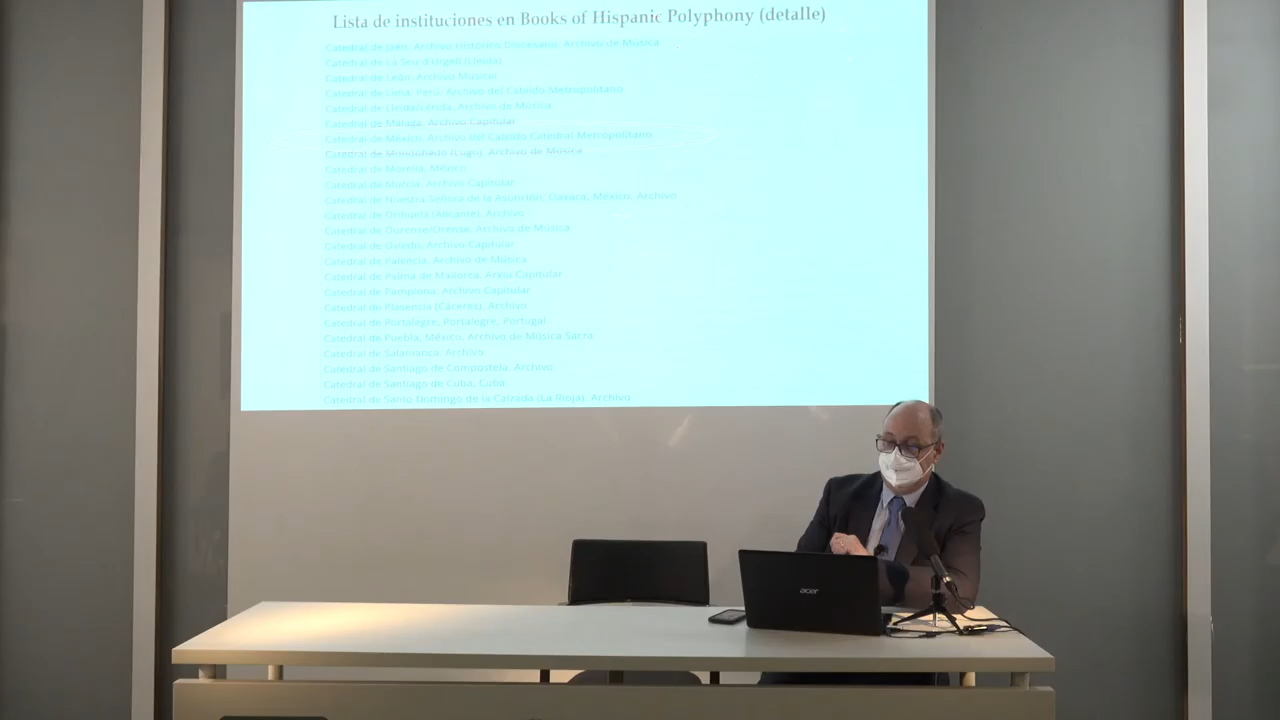 Lista de instituciones en Books of Hispanic Polyphony (detalle)
Catedral de Jaén. Archivo Histórico Diocesano. Archivo de Música
Catedral de La Seu d'Urgell (Lleida)
Catedral de León. Archivo Musical
Catedral de Lima, Perú. Archivo del Cabildo Metropolitano
Catedral de Lleida/Lérida. Archivo de Música
Catedral de Málaga. Archivo Capitular
Catedral de México. Archivo del Cabildo Catedral Metropolitano
Catedral de Mondoñedo (Lugo). Archivo de Música
Catedral de Morelia, México
Catedral de Murcia. Archivo Capitular
Catedral de Nuestra Señora de la Asunción, Oaxaca, México. Archivo
Catedral de Orihuela (Alicante). Archivo
Catedral de Ourense/Orense. Archivo de Música
Catedral de Oviedo. Archivo Capitular
Catedral de Palencia. Archivo de Música
Catedral de Palma de Mallorca. Arxiu Capitular
Catedral de Pamplona. Archivo Capitular
Catedral de Plasencia (Cáceres). Archivo
Catedral de Portalegre, Portalegre, Portugal
Catedral de Puebla, México. Archivo de Música Sacra
Catedral de Salamanca. Archivo
Catedral de Santiago de Compostela. Archivo
Catedral de Santiago de Cuba, Cuba
Catedral de Santo Domingo de la Calzada (La Rioja). Archivo
acer